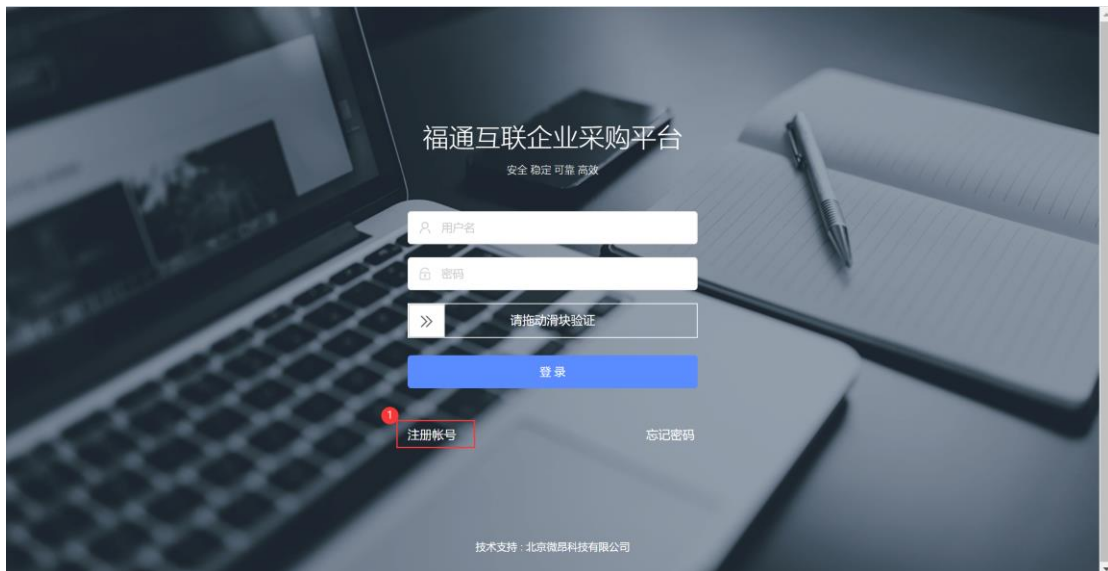 福通互联企业采购平台
安全 稳定 可靠 高效
用户名
密码
请拖动滑块验证
登录
1
注册帐号
忘记密码
技术支持 : 北京微昂科技有限公司